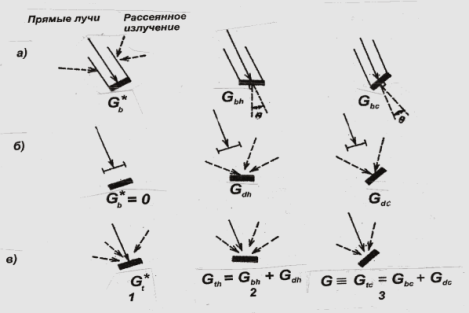 Прямые лучи
Рассеянное излучение
а)
G*b
Gbh
θ
Gbc
θ
б)
G*b = 0
Gdh
Gdc
в)
G*t
Gth = Gbh + Gdh
G ≡ Gtc = Gbc + Gdc
1
2
3